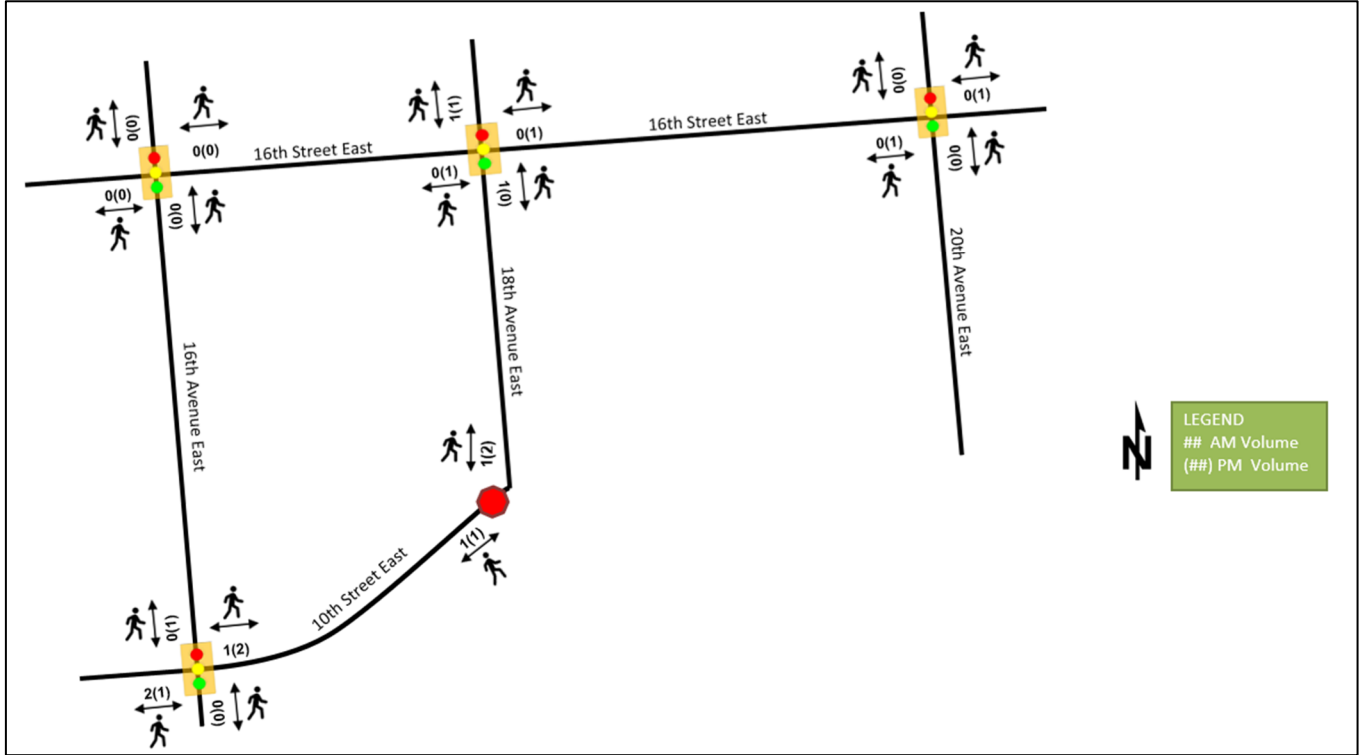 0(0)
0(1)
0(0)
1(1)
0(1)
16th Street East
0(0)
16th Street East
0(1)
0(0)
0(0)
0(0)
0(1)
1(0)
20th Avenue East
18th Avenue East
16th Avenue East
LEGEND
## AM Volume
(##) PM Volume
N
1(2)
1(1)
10th Street East
0(1)
1(2)
2(1)
0(0)